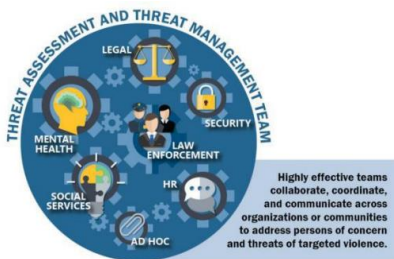 THREAT ASSESSMENT AND THREAT MANAGEMENT TEAM
LEGAL
SECURITY
MENTAL
HEALTH
LAW
ENFORCEMENT
SOCIAL
SERVICES
HR
AD HOC
Highly effective teams
collaborate, coordinate,
and communicate across
organizations or communities
to address persons of concern
and threats of targeted violence.